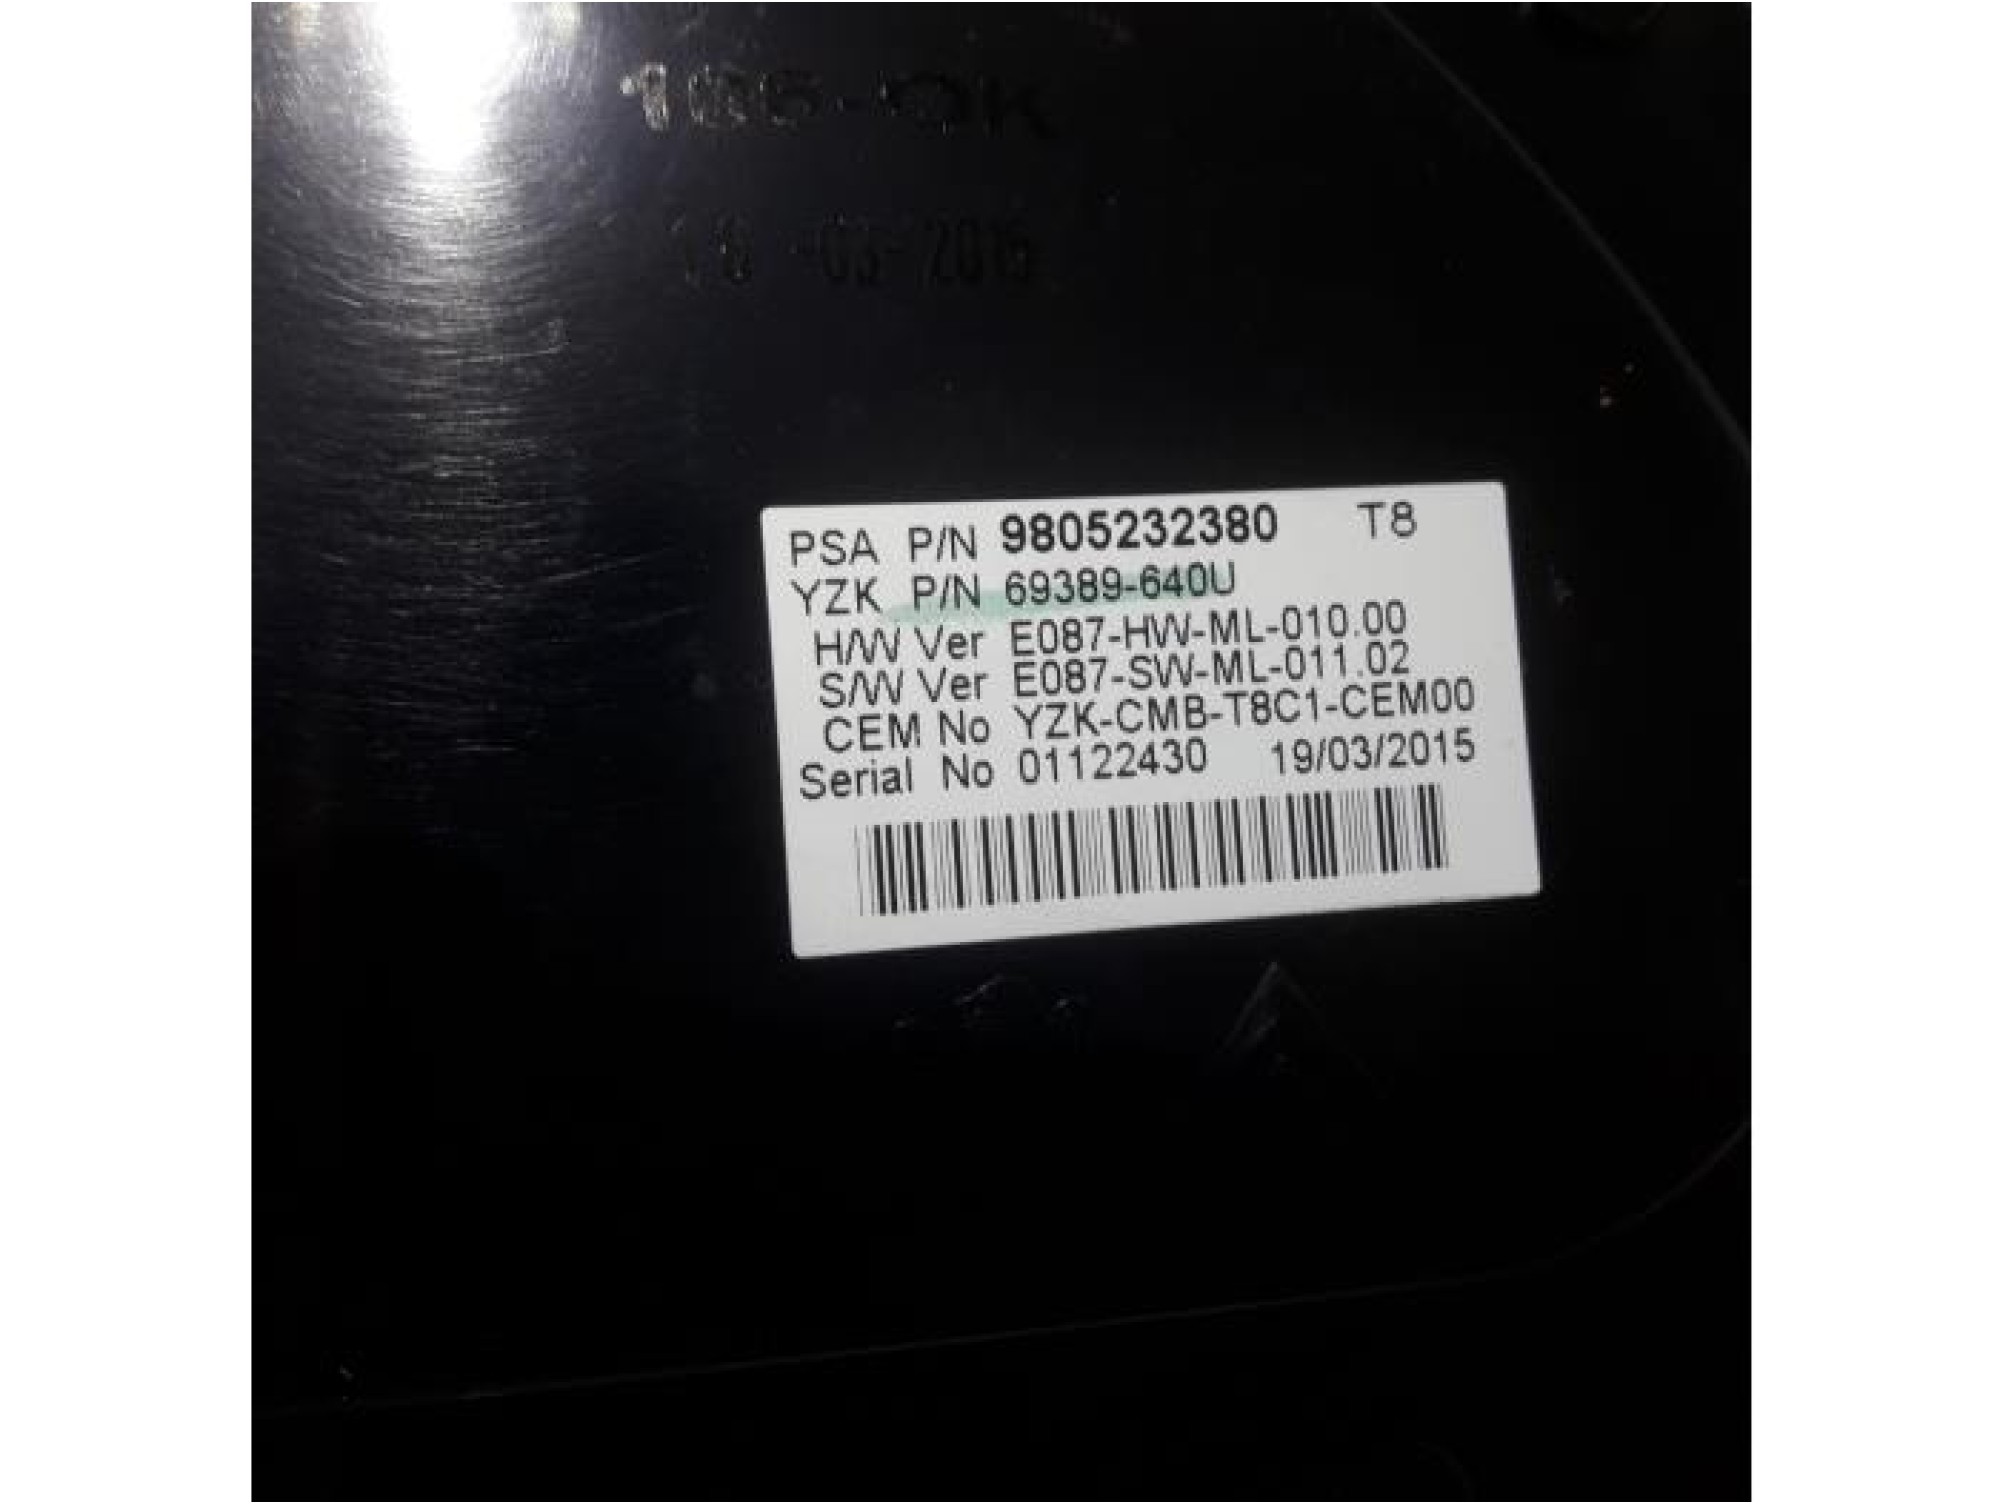 PSA P/N 9805232380 T8
YZK P/N 69389-640U
H/W Ver E087-HW-ML-010.00
S/W Ver E087-SW-ML-011.02
CEM No YZK-CMB-T8C1-CEM00
Serial No 01122430 19/03/2015